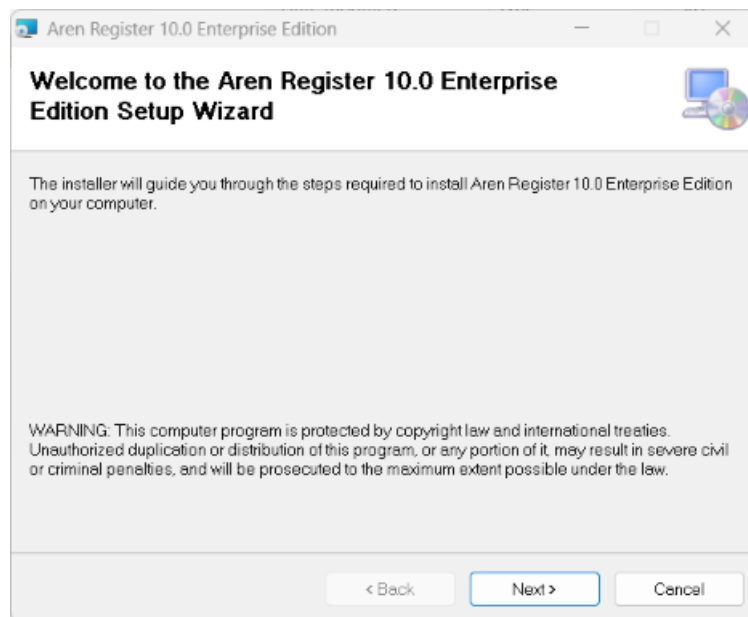 Aren Register 10.0 Enterprise Edition
Welcome to the Aren Register 10.0 Enterprise
Edition Setup Wizard
The installer will guide you through the steps required to install Aren Register 10.0 Enterprise Edition
on your computer.
WARNING: This computer program is protected by copyright law and international treaties.
Unauthorized duplication or distribution of this program, or any portion of it, may result in severe civil
or criminal penalties, and will be prosecuted to the maximum extent possible under the law.
< Back
Next >
Cancel